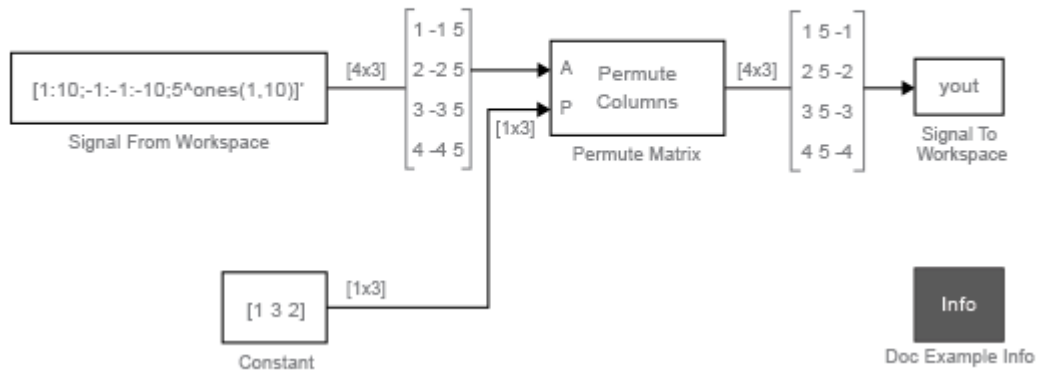 [1:10;-1:-1:-10;5^ones(1,10)]'
Signal From Workspace
[4x3]
1 -1 5
2 -2 5
3 -3 5
4 -4 5
A
P
Permute
Columns
Permute Matrix
[1x3]
[4x3]
1 5 -1
2 5 -2
3 5 -3
4 5 -4
yout
Signal To
Workspace
[1 3 2]
Constant
[1x3]
Info
Doc Example Info